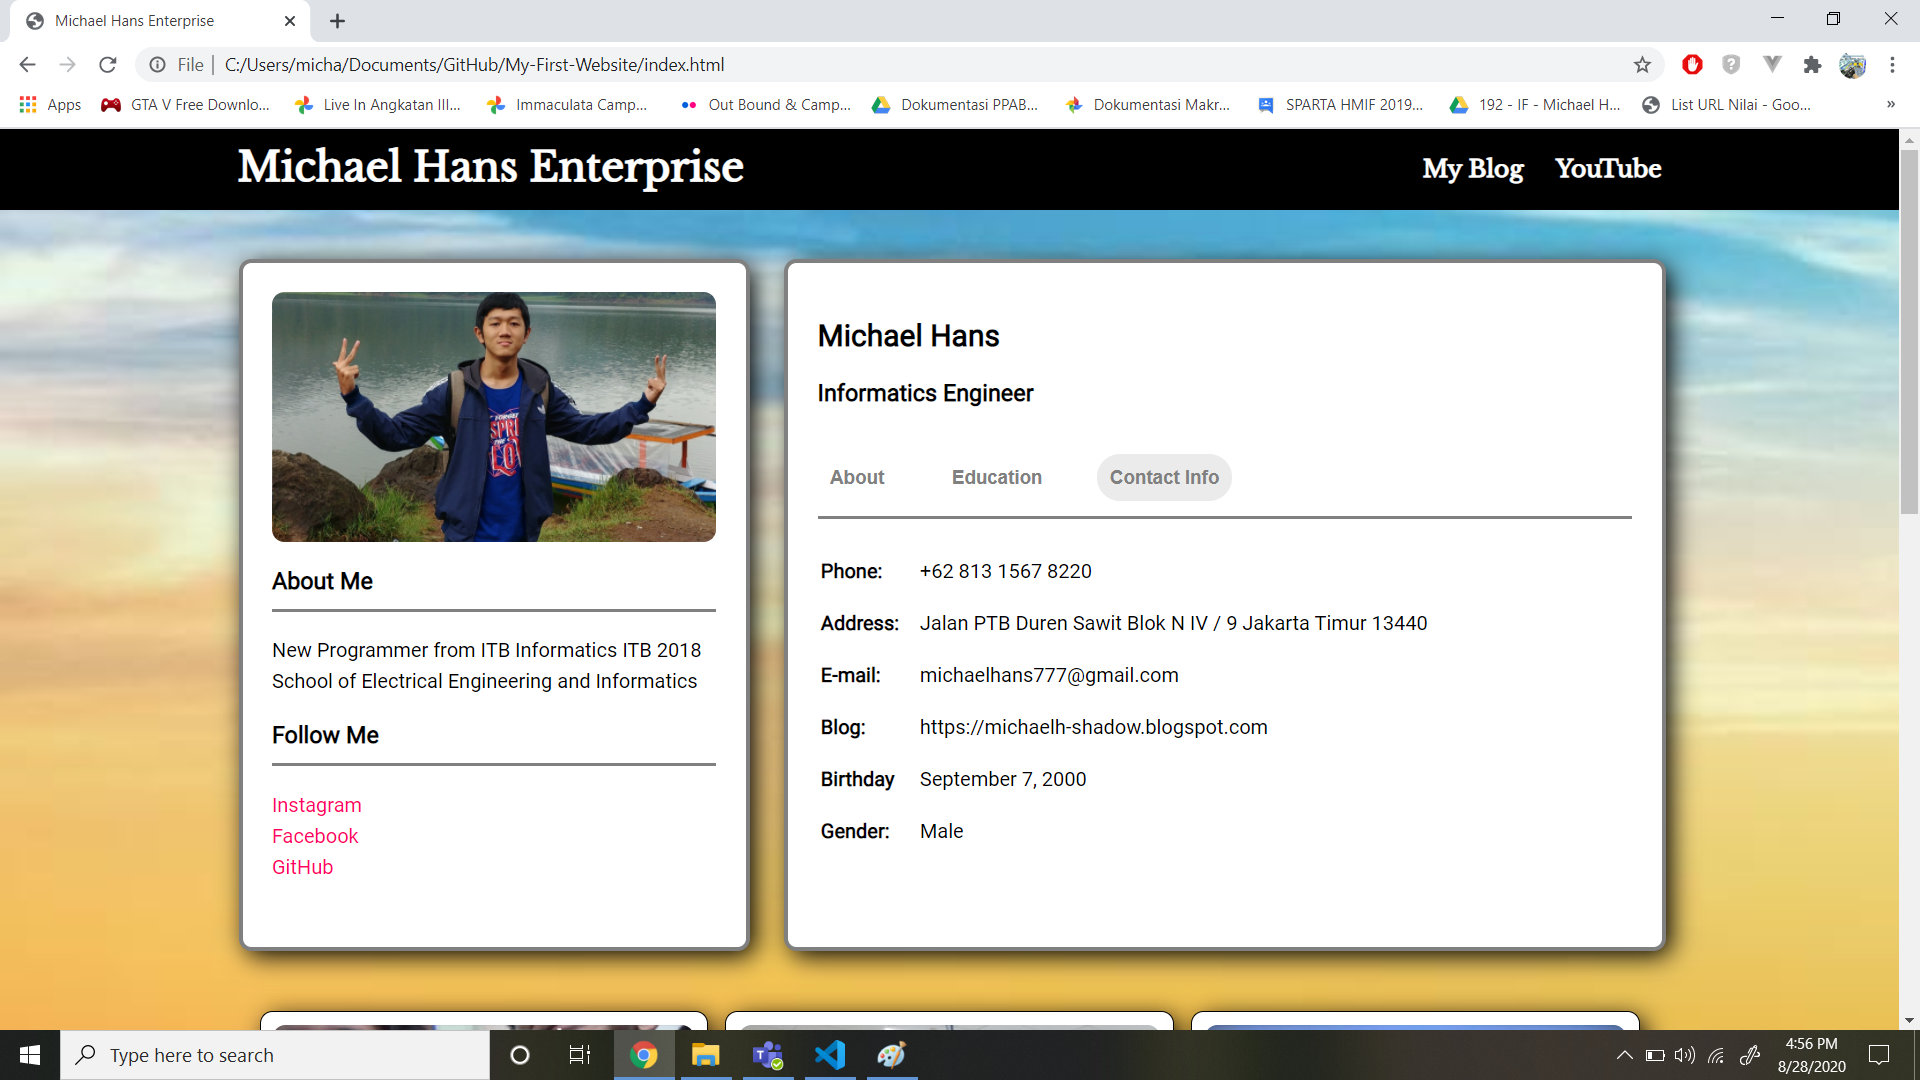 Michael Hans Enterprise
File | C:/Users/micha/Documents/GitHub/My-First-Website/index.html
Apps GTA V Free Downlo... Live In Angkatan III... Immaculata Camp... Out Bound & Camp... Dokumentasi PPAB... Dokumentasi Makr... SPARTA HMIF 2019... 192 - IF - Michael H... List URL Nilai - Goo... »
Michael Hans Enterprise My Blog YouTube
SPRI
LO
About Me
New Programmer from ITB Informatics ITB 2018
School of Electrical Engineering and Informatics
Follow Me
Instagram
Facebook
GitHub
Michael Hans
Informatics Engineer
About Education Contact Info
Phone: +62 813 1567 8220
Address: Jalan PTB Duren Sawit Blok N IV / 9 Jakarta Timur 13440
E-mail: michaelhans777@gmail.com
Blog: https://michaelh-shadow.blogspot.com
Birthday September 7, 2000
Gender: Male
Type here to search
4:56 PM
8/28/2020